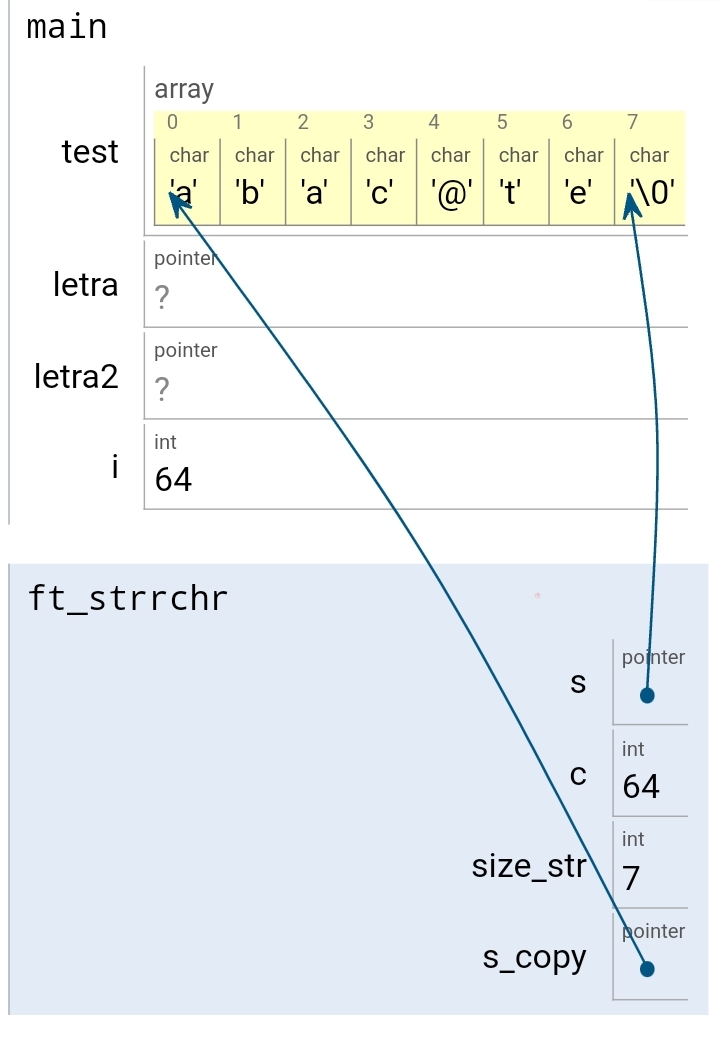 main
array
0 1 2 3 4 5 6 7
test
char char char char char char char char
'a' 'b' 'a' 'c' '@' 't' 'e' '\0'
pointer
letra
?
pointer
letra2
?
int
i
64
ft_strrchr
pointer
s
int
c
64
int
size_str
7
pointer
s_copy